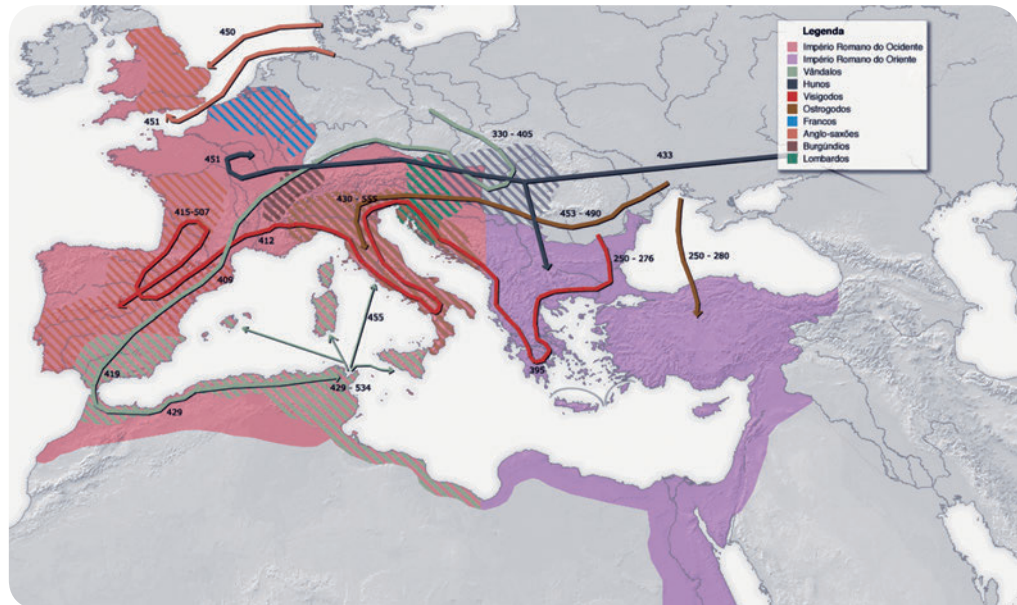 Legenda
Império Romano do Ocidente
Império Romano do Oriente
Vândalos
Hunos
Visigodos
Ostrogodos
Francos
Anglo-saxões
Burgúndios
Lombardos
450
451
330 - 405
433
451
430 - 555
453 - 490
415-507
412
250 - 276
250 - 280
409
455
395
419
429 - 534
429